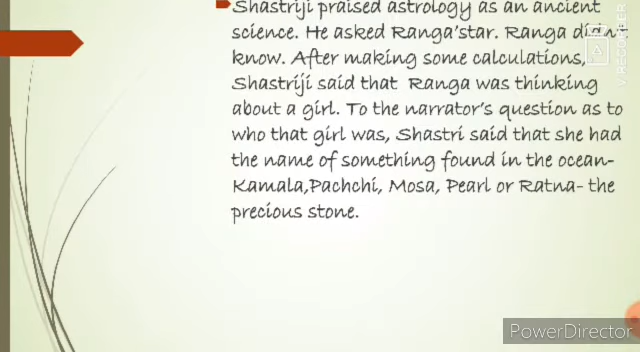 Shastriji praised astrology as an ancient
science. He asked Ranga'star. Ranga didn't
know. After making some calculations,
Shastriji said that Ranga was thinking
about a girl. To the narrator's question as to
who that girl was, Shastri said that she had
the name of something found in the ocean-
Kamala,Pachchi, Mosa, Pearl or Ratna- the
precious stone.
V RECORDER
PowerDirector